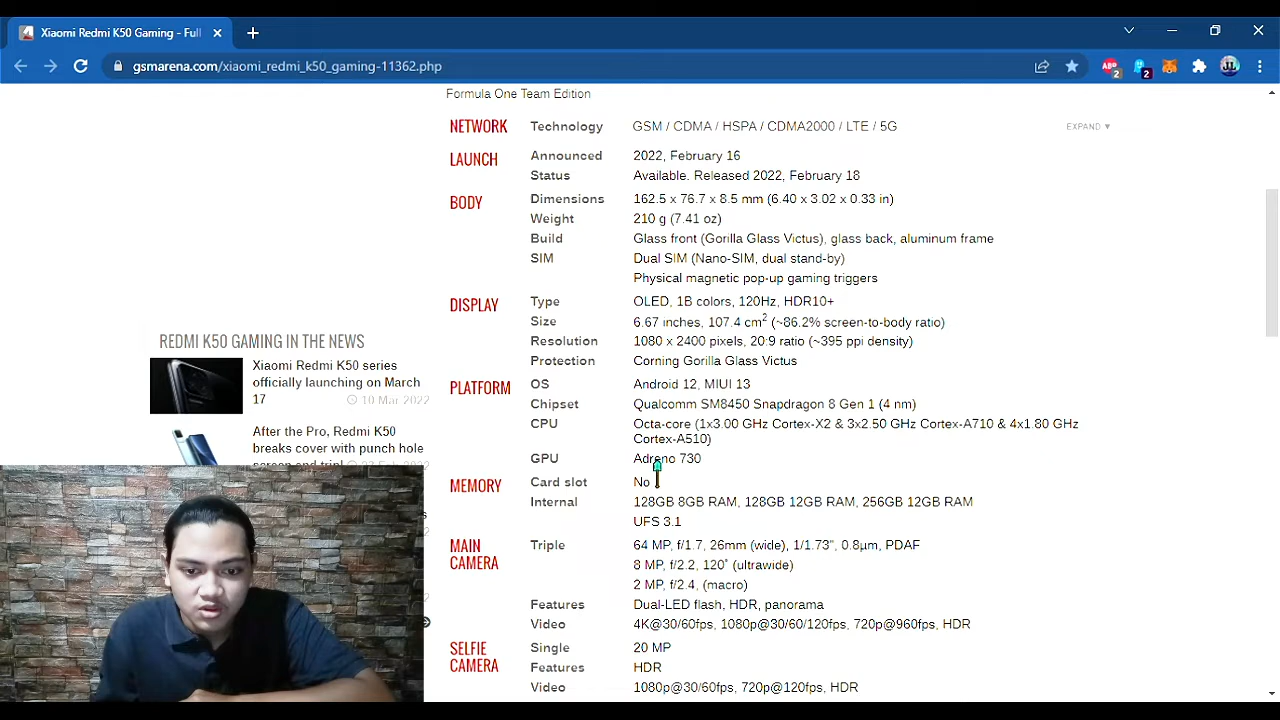 Xiaomi Redmi K50 Gaming - Full
gsmarena.com/xiaomi_redmi_k50_gaming-11362.php
ABP
2
2
Formula One Team Edition
NETWORK Technology GSM / CDMA / HSPA / CDMA2000 / LTE / 5G EXPAND ▼
LAUNCH Announced 2022, February 16
Status Available. Released 2022, February 18
BODY Dimensions 162.5 x 76.7 x 8.5 mm (6.40 x 3.02 x 0.33 in)
Weight 210 g (7.41 oz)
Build Glass front (Gorilla Glass Victus), glass back, aluminum frame
SIM Dual SIM (Nano-SIM, dual stand-by)
Physical magnetic pop-up gaming triggers
DISPLAY Type OLED, 1B colors, 120Hz, HDR10+
Size 6.67 inches, 107.4 cm2 (~86.2% screen-to-body ratio)
Resolution 1080 x 2400 pixels, 20:9 ratio (~395 ppi density)
Protection Corning Gorilla Glass Victus
PLATFORM OS Android 12, MIUI 13
Chipset Qualcomm SM8450 Snapdragon 8 Gen 1 (4 nm)
CPU Octa-core (1x3.00 GHz Cortex-X2 & 3x2.50 GHz Cortex-A710 & 4x1.80 GHz
Cortex-A510)
GPU Adreno 730
MEMORY Card slot No
Internal 128GB 8GB RAM, 128GB 12GB RAM, 256GB 12GB RAM
UFS 3.1
MAIN
CAMERA
Triple 64 MP, f/1.7, 26mm (wide), 1/1.73", 0.8µm, PDAF
8 MP, f/2.2, 120˚ (ultrawide)
2 MP, f/2.4, (macro)
Features Dual-LED flash, HDR, panorama
Video 4K@30/60fps, 1080p@30/60/120fps, 720p@960fps, HDR
SELFIE
CAMERA
Single 20 MP
Features HDR
Video 1080p@30/60fps, 720p@120fps, HDR
REDMI K50 GAMING IN THE NEWS
Xiaomi Redmi K50 series
officially launching on March
17 10 Mar 2022
After the Pro, Redmi K50
breaks cover with punch hole